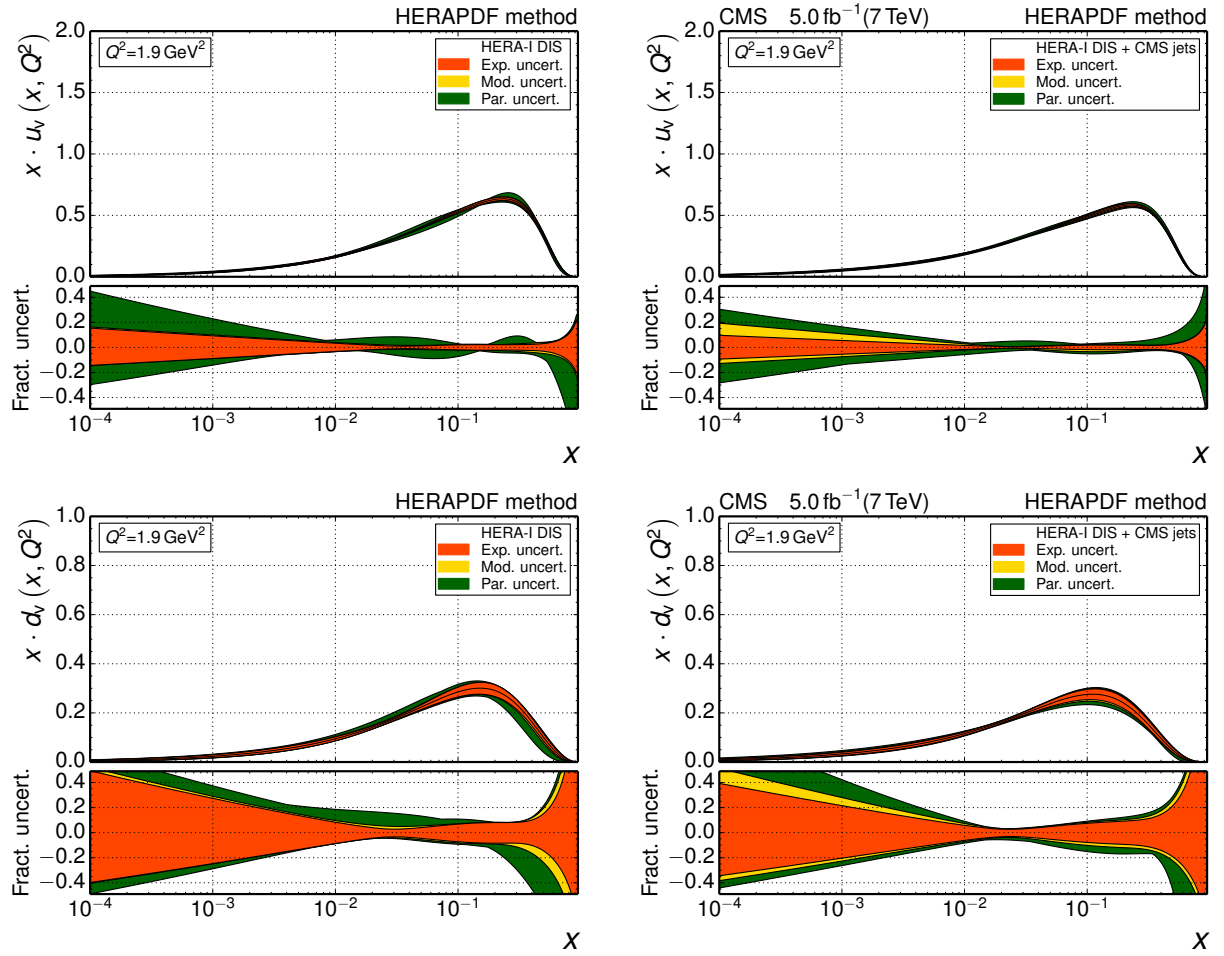 HERAPDF method
x · uᵥ (x, Q²)
2.0
1.5
1.0
0.5
0.0
Q²=1.9 GeV²
HERA-I DIS
Exp. uncert.
Mod. uncert.
Par. uncert.
Fract. uncert.
0.4
0.2
0.0
−0.2
−0.4
10⁻⁴ 10⁻³ 10⁻² 10⁻¹
x
CMS 5.0 fb⁻¹(7 TeV) HERAPDF method
x · uᵥ (x, Q²)
2.0
1.5
1.0
0.5
0.0
Q²=1.9 GeV²
HERA-I DIS + CMS jets
Exp. uncert.
Mod. uncert.
Par. uncert.
Fract. uncert.
0.4
0.2
0.0
−0.2
−0.4
10⁻⁴ 10⁻³ 10⁻² 10⁻¹
x
HERAPDF method
x · dᵥ (x, Q²)
1.0
0.8
0.6
0.4
0.2
0.0
Q²=1.9 GeV²
HERA-I DIS
Exp. uncert.
Mod. uncert.
Par. uncert.
Fract. uncert.
0.4
0.2
0.0
−0.2
−0.4
10⁻⁴ 10⁻³ 10⁻² 10⁻¹
x
CMS 5.0 fb⁻¹(7 TeV) HERAPDF method
x · dᵥ (x, Q²)
1.0
0.8
0.6
0.4
0.2
0.0
Q²=1.9 GeV²
HERA-I DIS + CMS jets
Exp. uncert.
Mod. uncert.
Par. uncert.
Fract. uncert.
0.4
0.2
0.0
−0.2
−0.4
10⁻⁴ 10⁻³ 10⁻² 10⁻¹
x